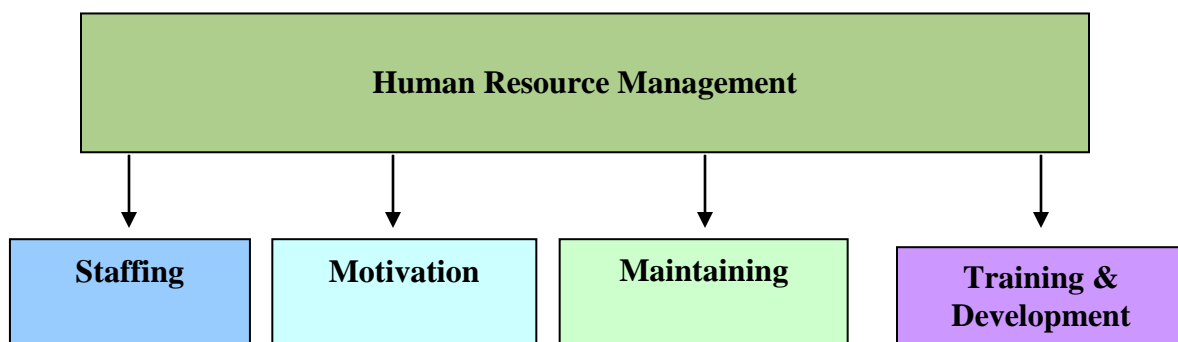 Human Resource Management
Staffing
Motivation
Maintaining
Training &
Development